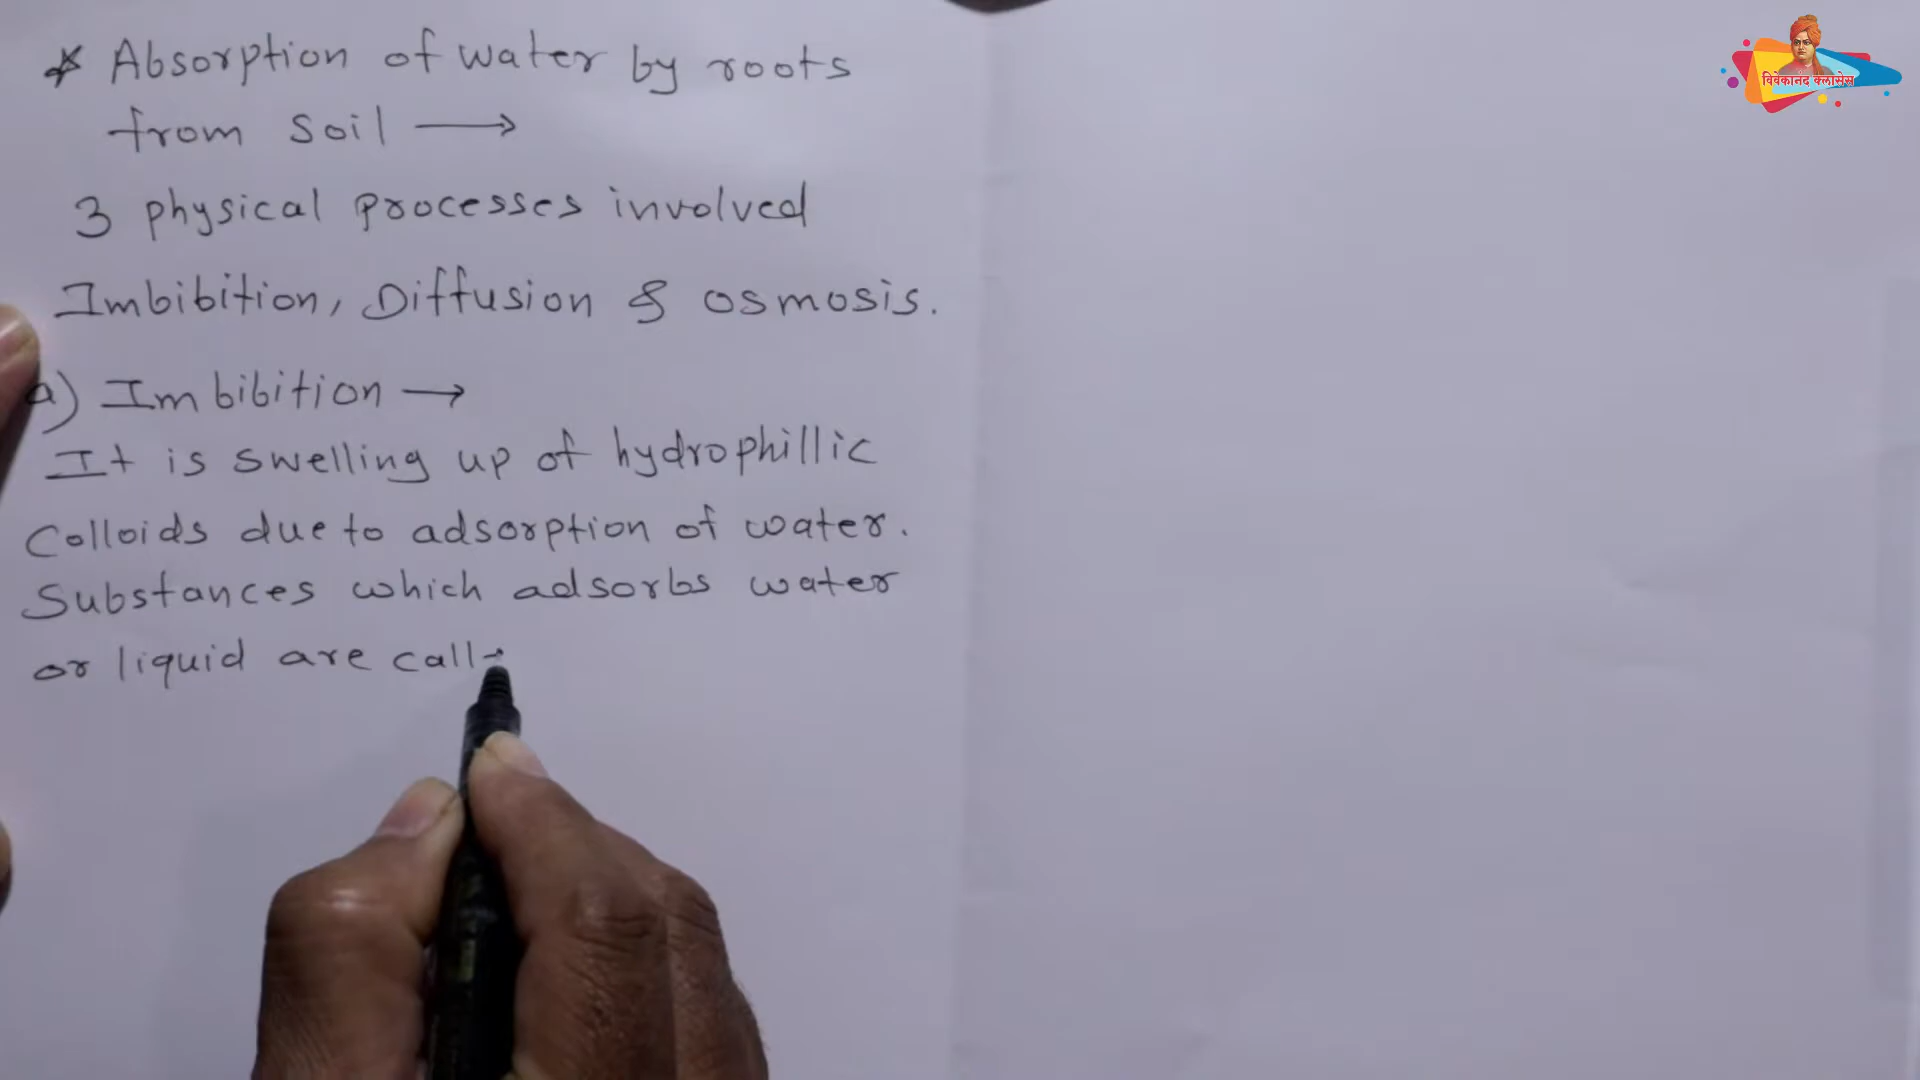 * Absorption of water by roots
from soil →
3 physical processes involved
Imbibition, Diffusion & osmosis.
a) Imbibition →
It is swelling up of hydrophillic
Colloids due to adsorption of water.
Substances which adsorbs water
or liquid are call
विवेकानंद क्लासेस